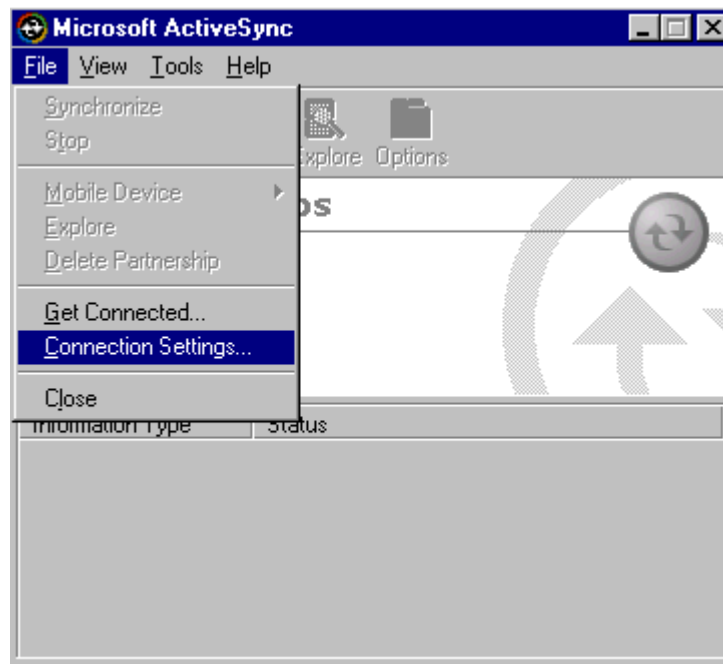 Microsoft ActiveSync
File View Tools Help
Synchronize
Stop
Explore Options
Mobile Device
Explore
Delete Partnership
Get Connected...
Connection Settings...
Close
Information Type Status